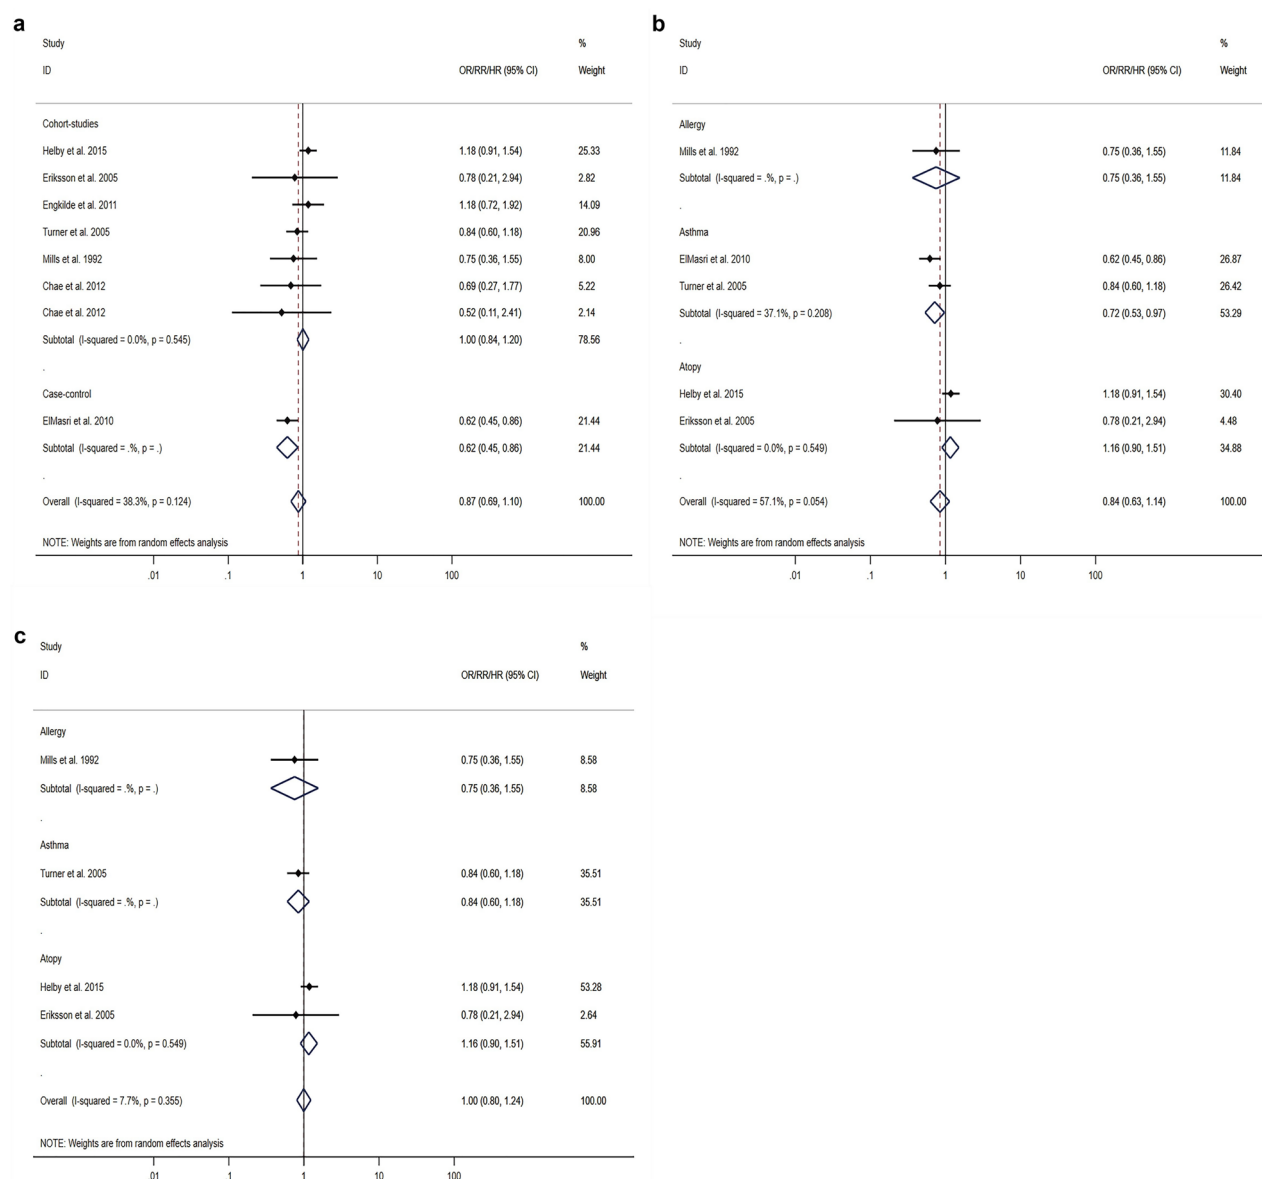 a
Study %
ID OR/RR/HR (95% CI) Weight
Cohort-studies
Helby et al. 2015 1.18 (0.91, 1.54) 25.33
Eriksson et al. 2005 0.78 (0.21, 2.94) 2.82
Engkilde et al. 2011 1.18 (0.72, 1.92) 14.09
Turner et al. 2005 0.84 (0.60, 1.18) 20.96
Mills et al. 1992 0.75 (0.36, 1.55) 8.00
Chae et al. 2012 0.69 (0.27, 1.77) 5.22
Chae et al. 2012 0.52 (0.11, 2.41) 2.14
Subtotal (I-squared = 0.0%, p = 0.545) 1.00 (0.84, 1.20) 78.56
.
Case-control
ElMasri et al. 2010 0.62 (0.45, 0.86) 21.44
Subtotal (I-squared = .%, p = .) 0.62 (0.45, 0.86) 21.44
.
Overall (I-squared = 38.3%, p = 0.124) 0.87 (0.69, 1.10) 100.00
NOTE: Weights are from random effects analysis
.01 .1 1 10 100
b
Study %
ID OR/RR/HR (95% CI) Weight
Allergy
Mills et al. 1992 0.75 (0.36, 1.55) 11.84
Subtotal (I-squared = .%, p = .) 0.75 (0.36, 1.55) 11.84
.
Asthma
ElMasri et al. 2010 0.62 (0.45, 0.86) 26.87
Turner et al. 2005 0.84 (0.60, 1.18) 26.42
Subtotal (I-squared = 37.1%, p = 0.208) 0.72 (0.53, 0.97) 53.29
.
Atopy
Helby et al. 2015 1.18 (0.91, 1.54) 30.40
Eriksson et al. 2005 0.78 (0.21, 2.94) 4.48
Subtotal (I-squared = 0.0%, p = 0.549) 1.16 (0.90, 1.51) 34.88
.
Overall (I-squared = 57.1%, p = 0.054) 0.84 (0.63, 1.14) 100.00
NOTE: Weights are from random effects analysis
.01 .1 1 10 100
c
Study %
ID OR/RR/HR (95% CI) Weight
Allergy
Mills et al. 1992 0.75 (0.36, 1.55) 8.58
Subtotal (I-squared = .%, p = .) 0.75 (0.36, 1.55) 8.58
.
Asthma
Turner et al. 2005 0.84 (0.60, 1.18) 35.51
Subtotal (I-squared = .%, p = .) 0.84 (0.60, 1.18) 35.51
.
Atopy
Helby et al. 2015 1.18 (0.91, 1.54) 53.28
Eriksson et al. 2005 0.78 (0.21, 2.94) 2.64
Subtotal (I-squared = 0.0%, p = 0.549) 1.16 (0.90, 1.51) 55.91
.
Overall (I-squared = 7.7%, p = 0.355) 1.00 (0.80, 1.24) 100.00
NOTE: Weights are from random effects analysis
.01 .1 1 10 100